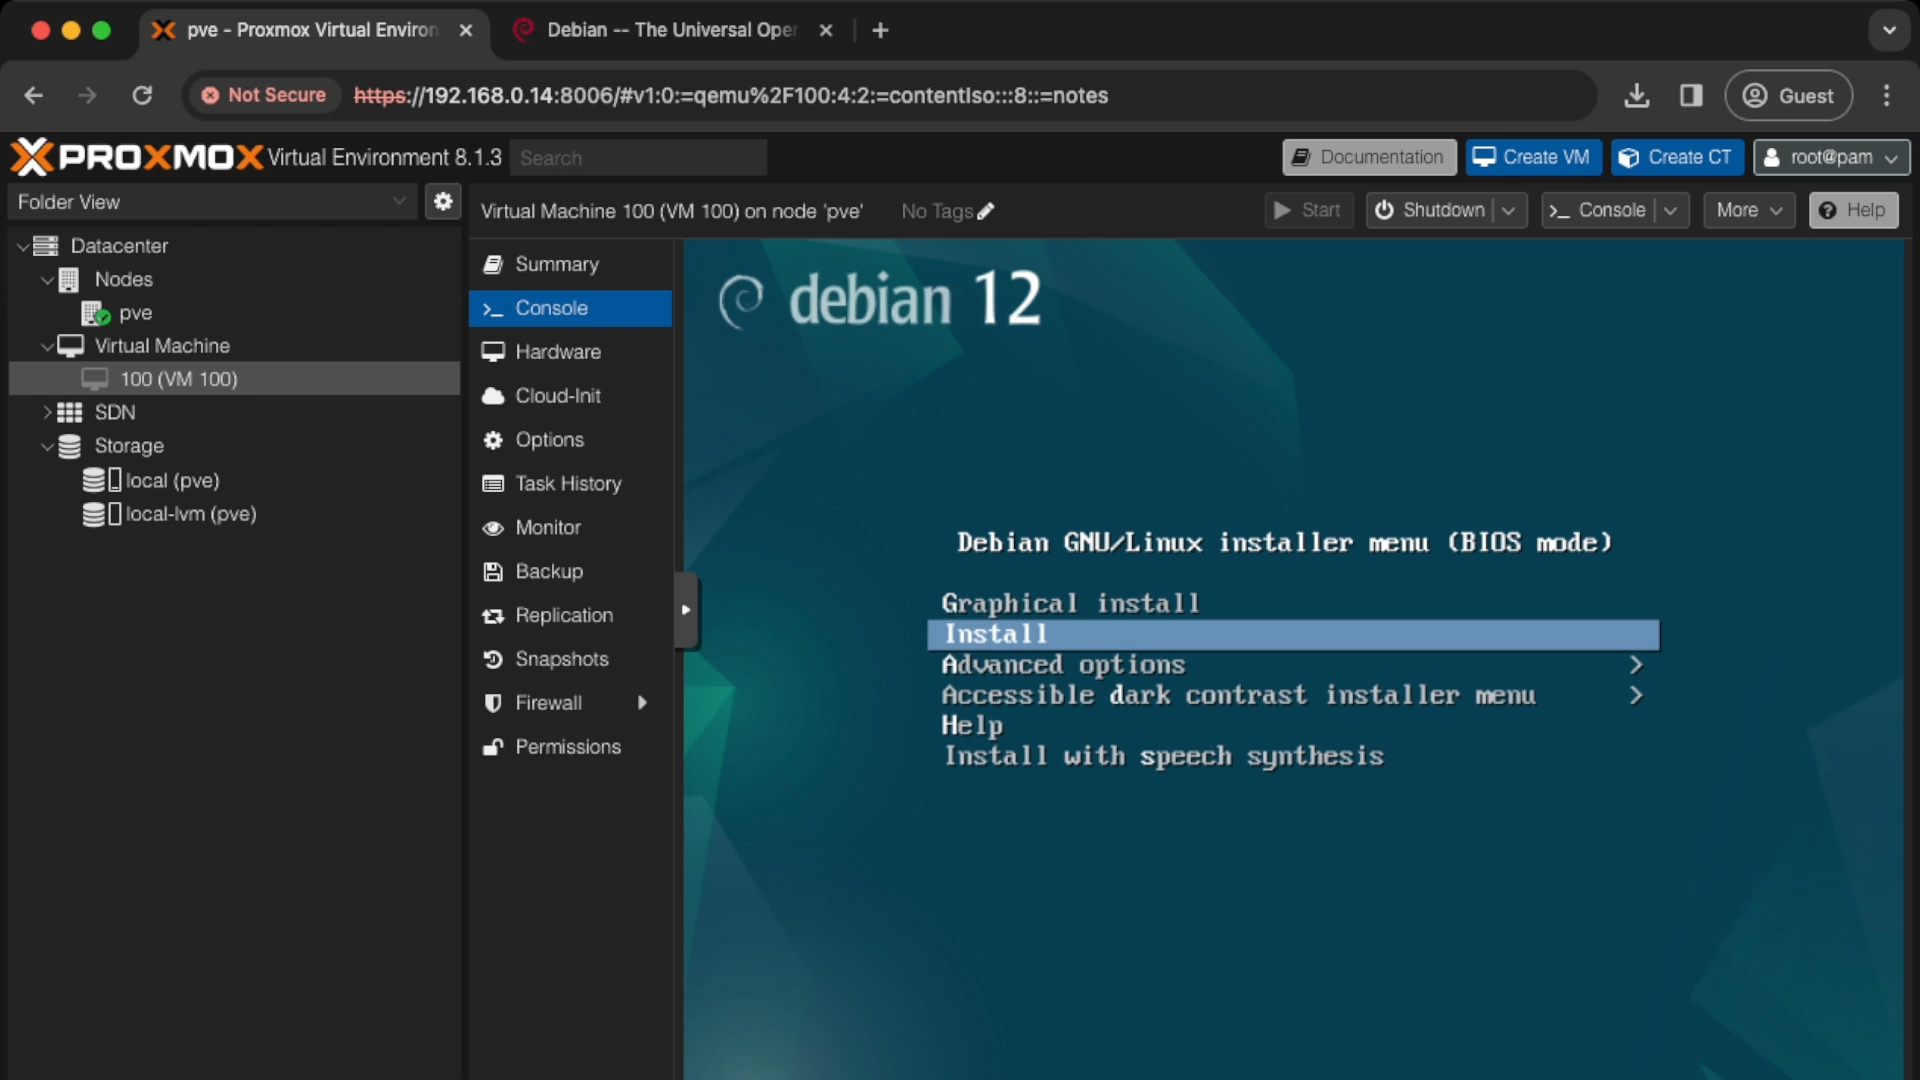 pve - Proxmox Virtual Environ
Debian -- The Universal Oper
Not Secure
https://192.168.0.14:8006/#v1:0:=qemu%2F100:4:2:=contentIso:::8::=notes
Guest
PROXMOX Virtual Environment 8.1.3
Search
Documentation
Create VM
Create CT
root@pam
Folder View
Virtual Machine 100 (VM 100) on node 'pve'
No Tags
Start
Shutdown
>_ Console
More
Help
Datacenter
Nodes
pve
Virtual Machine
100 (VM 100)
SDN
Storage
local (pve)
local-lvm (pve)
Summary
>_ Console
Hardware
Cloud-Init
Options
Task History
Monitor
Backup
Replication
Snapshots
Firewall
Permissions
debian 12
Debian GNU/Linux installer menu (BIOS mode)
Graphical install
Install
Advanced options >
Accessible dark contrast installer menu >
Help
Install with speech synthesis